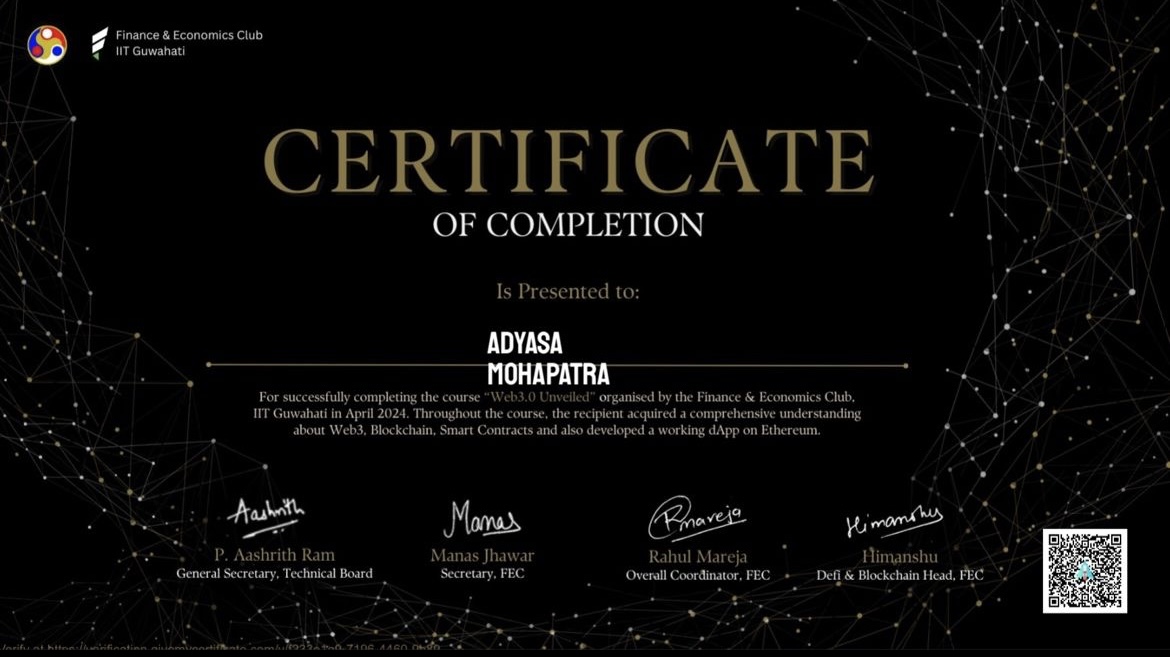 Finance & Economics Club
IIT Guwahati
CERTIFICATE
OF COMPLETION
Is Presented to:
ADYASA
MOHAPATRA
For successfully completing the course “Web3.0 Unveiled” organised by the Finance & Economics Club,
IIT Guwahati in April 2024. Throughout the course, the recipient acquired a comprehensive understanding
about Web3, Blockchain, Smart Contracts and also developed a working dApp on Ethereum.
Aashrith
Manas
Rmareja
Himanshu
P. Aashrith Ram
Manas Jhawar
Rahul Mareja
Himanshu
General Secretary, Technical Board
Secretary, FEC
Overall Coordinator, FEC
Defi & Blockchain Head, FEC